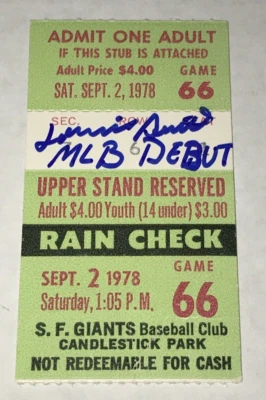 ADMIT ONE ADULT
IF THIS STUB IS ATTACHED
Adult Price $4.00 GAME
SAT. SEPT. 2, 1978 66
SEC. ROW
6
MLB DEBUT
UPPER STAND RESERVED
Adult $4.00 Youth (14 under) $3.00
RAIN CHECK
SEPT. 2 1978 GAME
Saturday, 1:05 P.M. 66
S. F. GIANTS Baseball Club
CANDLESTICK PARK
NOT REDEEMABLE FOR CASH